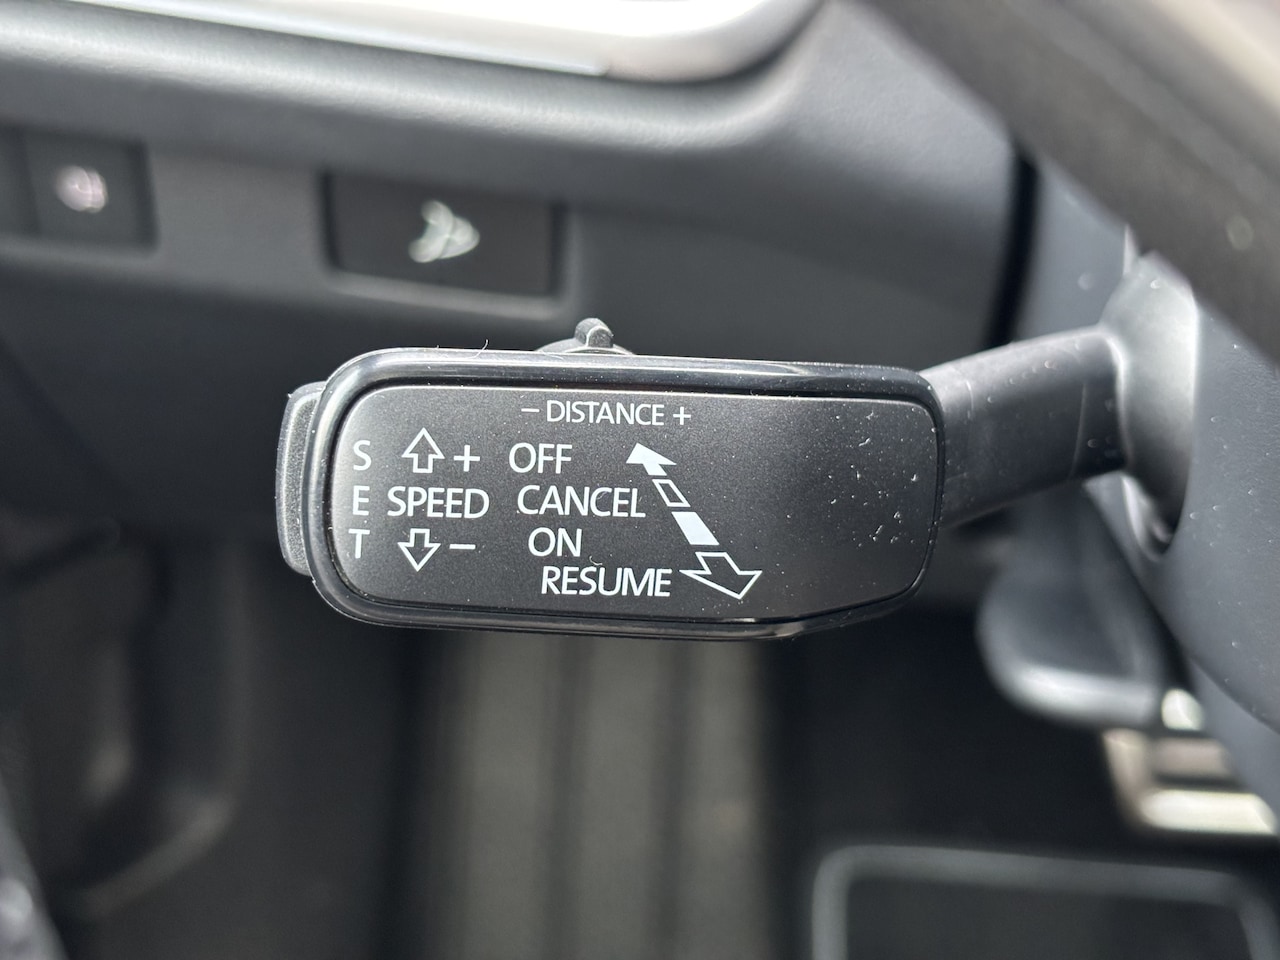 − DISTANCE +
S + OFF
E SPEED CANCEL
T − ON
RESUME